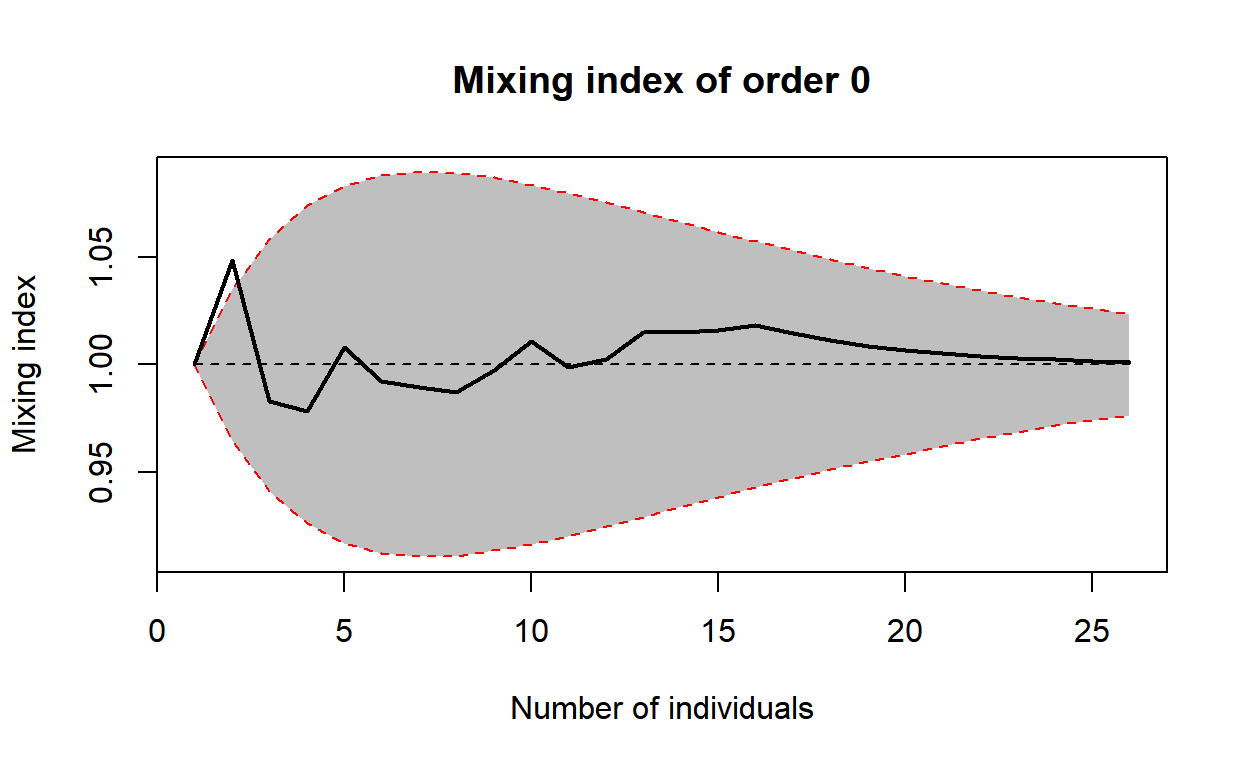 Mixing index of order 0
Mixing index
1.05
1.00
0.95
0 5 10 15 20 25
Number of individuals